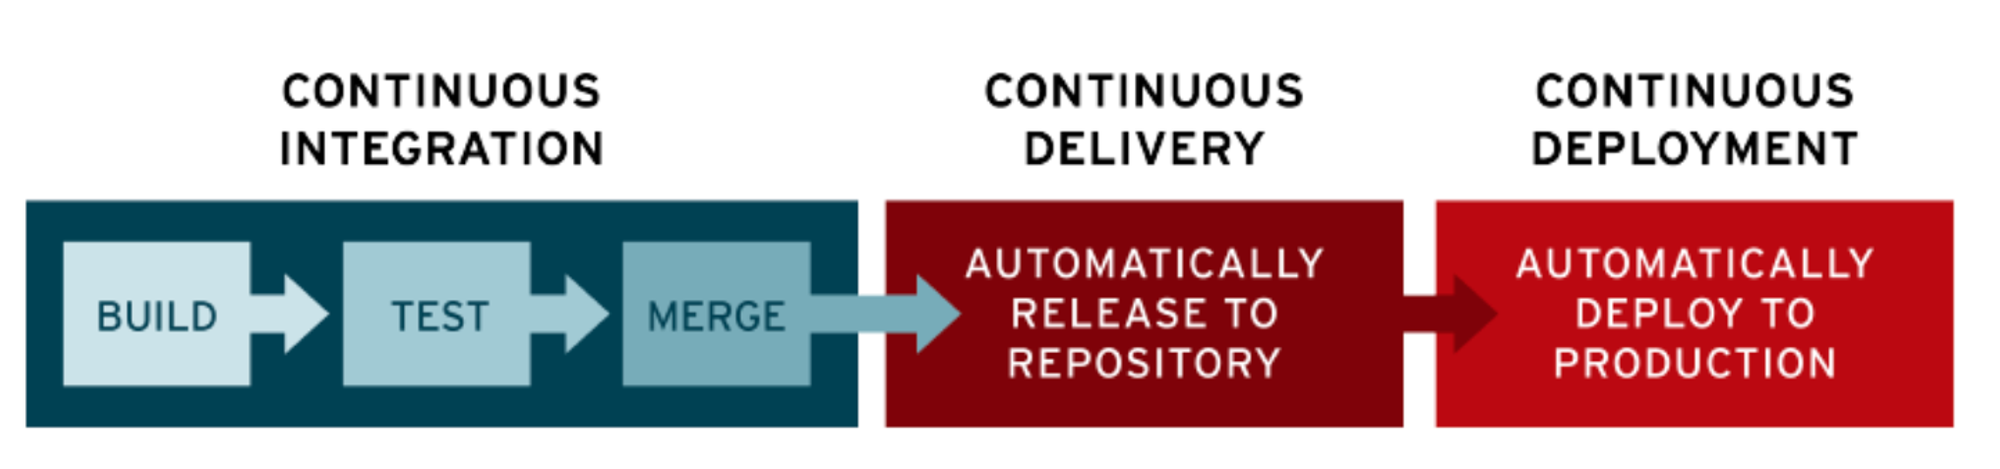 CONTINUOUS
INTEGRATION
CONTINUOUS
DELIVERY
CONTINUOUS
DEPLOYMENT
BUILD
TEST
MERGE
AUTOMATICALLY
RELEASE TO
REPOSITORY
AUTOMATICALLY
DEPLOY TO
PRODUCTION